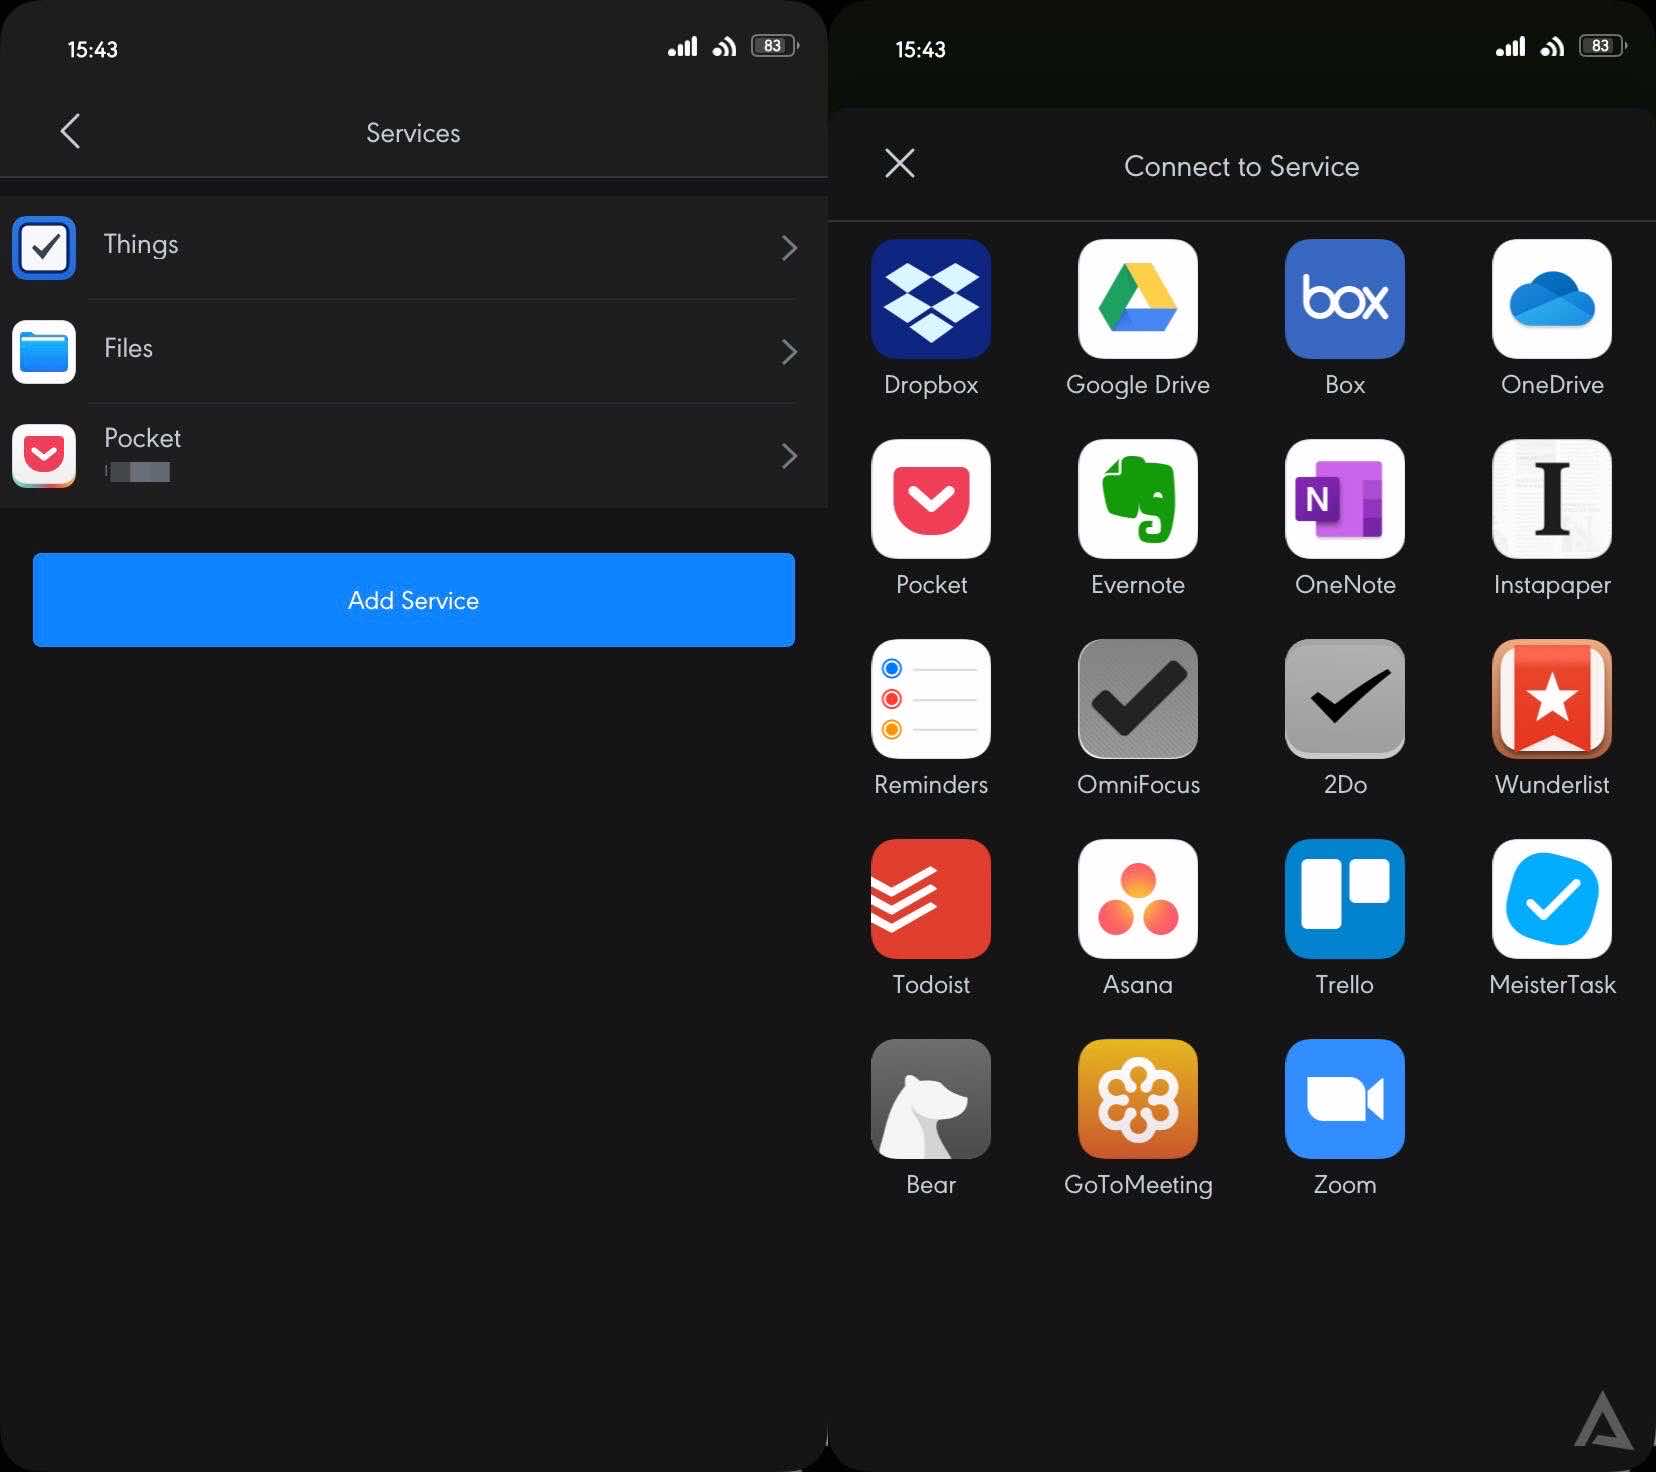 15:43
83
Services
Things
Files
Pocket
Add Service
15:43
83
Connect to Service
box
Dropbox
Google Drive
Box
OneDrive
N
I
Pocket
Evernote
OneNote
Instapaper
Reminders
OmniFocus
2Do
Wunderlist
Todoist
Asana
Trello
MeisterTask
Bear
GoToMeeting
Zoom